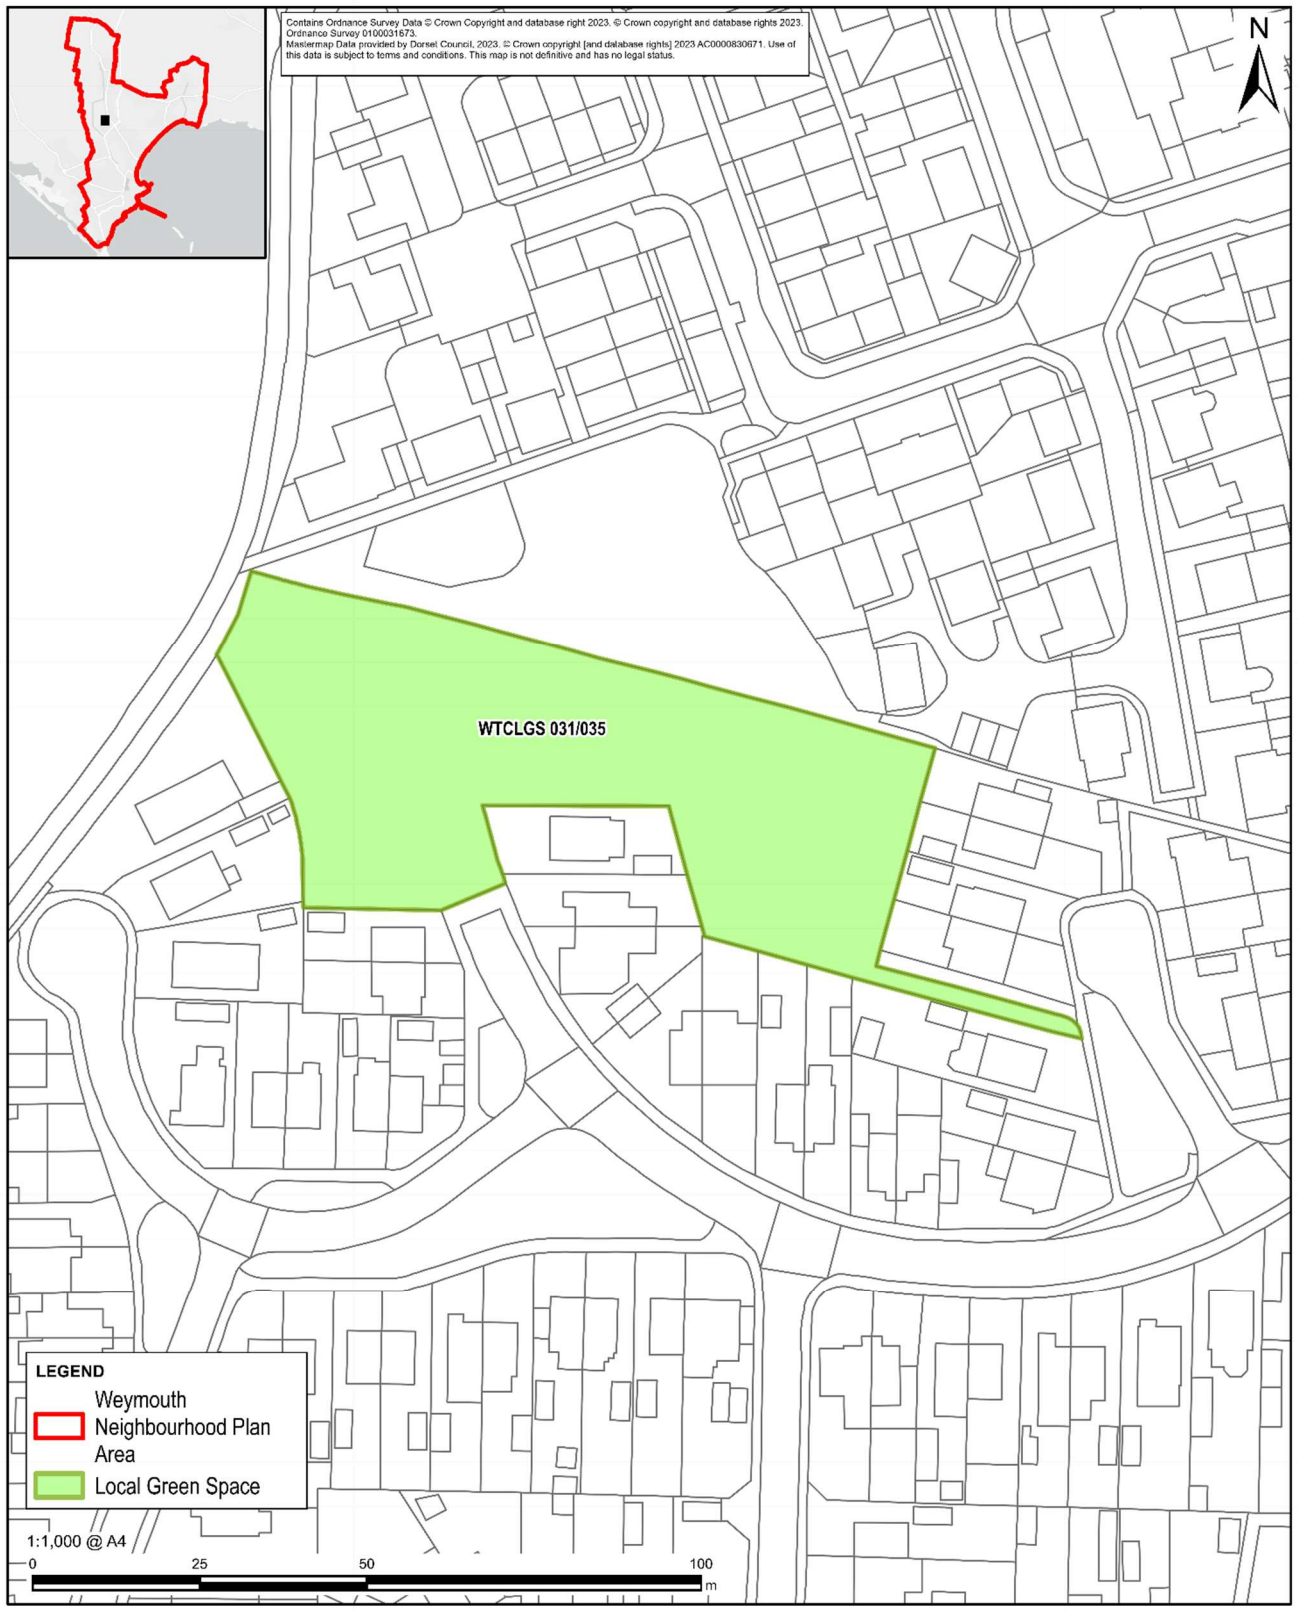 Contains Ordnance Survey Data © Crown Copyright and database right 2023. © Crown copyright and database rights 2023.
Ordnance Survey 0100031673.
Mastermap Data provided by Dorset Council, 2023. © Crown copyright [and database rights] 2023 AC0000830671. Use of
this data is subject to terms and conditions. This map is not definitive and has no legal status.
N
WTCLGS 031/035
LEGEND
Weymouth
Neighbourhood Plan
Area
Local Green Space
1:1,000 @ A4
0 25 50 100
m